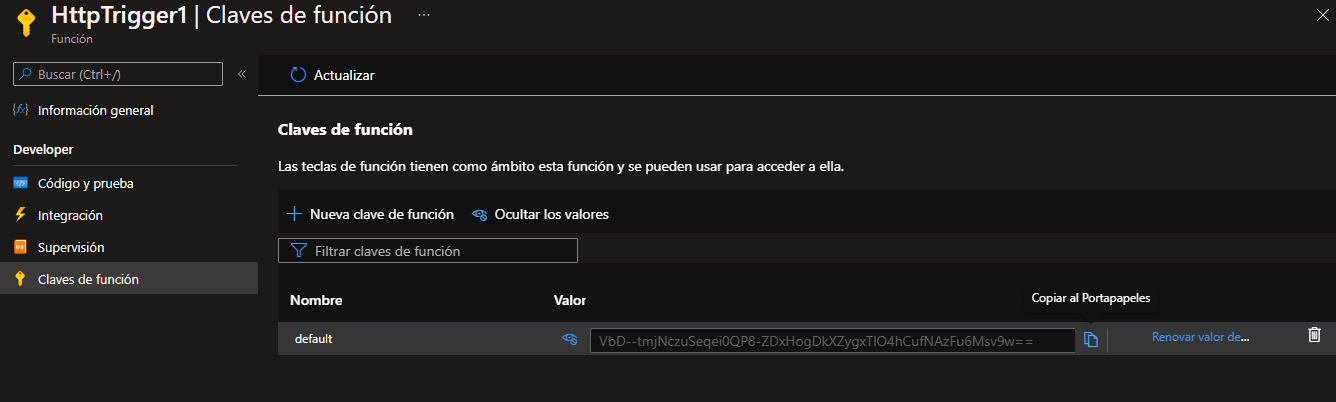 HttpTrigger1 | Claves de función ...
Función
Buscar (Ctrl+/)
«
Actualizar
Información general
Developer
Código y prueba
Integración
Supervisión
Claves de función
Claves de función
Las teclas de función tienen como ámbito esta función y se pueden usar para acceder a ella.
Nueva clave de función
Ocultar los valores
Filtrar claves de función
Nombre
Valor
Copiar al Portapapeles
default
VbD--tmjNczuSeqei0QP8-ZDxHogDkXZygxTlO4hCufNAzFu6Msv9w==
Renovar valor de...